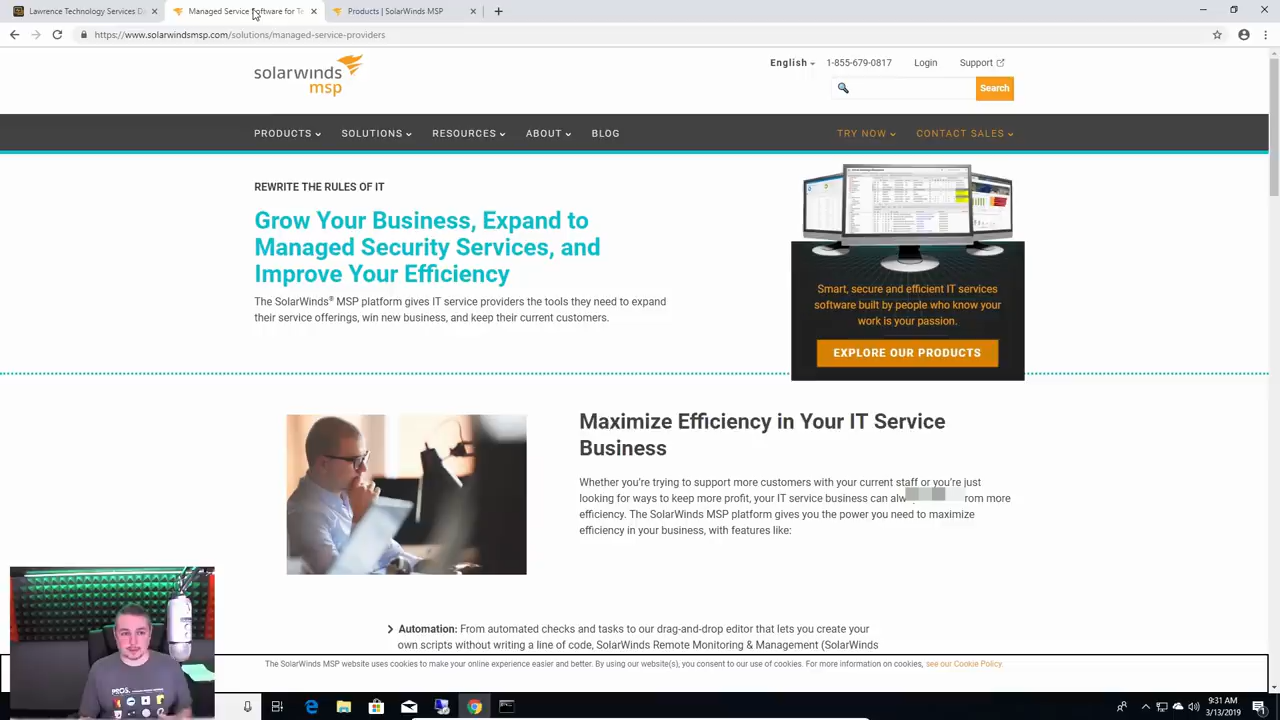 Lawrence Technology Services Da
Managed Service Software for Te
Products | SolarWinds MSP
https://www.solarwindsmsp.com/solutions/managed-service-providers
solarwinds
msp
English
1-855-679-0817
Login
Support
Search
PRODUCTS
SOLUTIONS
RESOURCES
ABOUT
BLOG
TRY NOW
CONTACT SALES
REWRITE THE RULES OF IT
Grow Your Business, Expand to
Managed Security Services, and
Improve Your Efficiency
The SolarWinds® MSP platform gives IT service providers the tools they need to expand
their service offerings, win new business, and keep their current customers.
Smart, secure and efficient IT services
software built by people who know your
work is your passion.
EXPLORE OUR PRODUCTS
Maximize Efficiency in Your IT Service
Business
Whether you're trying to support more customers with your current staff or you're just
looking for ways to keep more profit, your IT service business can alw rom more
efficiency. The SolarWinds MSP platform gives you the power you need to maximize
efficiency in your business, with features like:
Automation: From automated checks and tasks to our drag-and-drop editor that lets you create your
own scripts without writing a line of code, SolarWinds Remote Monitoring & Management (SolarWinds
The SolarWinds MSP website uses cookies to make your online experience easier and better. By using our website(s), you consent to our use of cookies. For more information on cookies, see our Cookie Policy.
PROS.
9:31 AM
3/13/2019